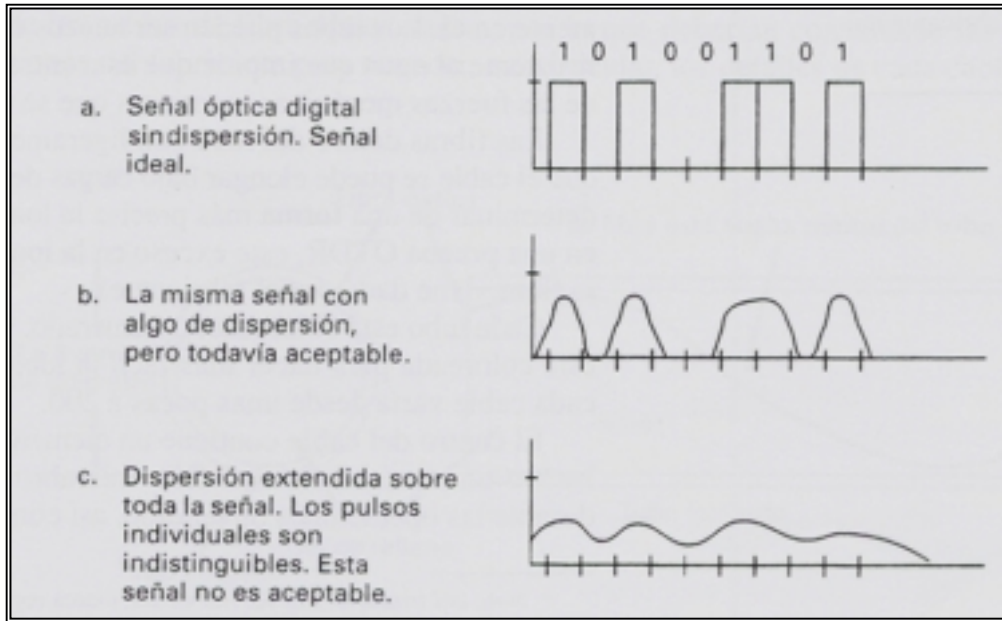 1 0 1 0 0 1 1 0 1
a. Señal óptica digital
sin dispersión. Señal
ideal.
b. La misma señal con
algo de dispersión,
pero todavía aceptable.
c. Dispersión extendida sobre
toda la señal. Los pulsos
individuales son
indistinguibles. Esta
señal no es aceptable.